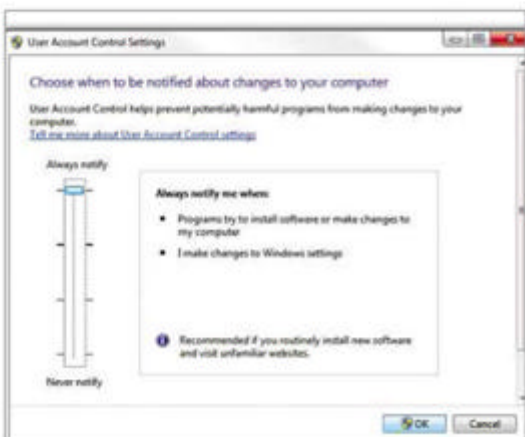 User Account Control Settings
Choose when to be notified about changes to your computer
User Account Control helps prevent potentially harmful programs from making changes to your
computer.
Tell me more about User Account Control settings
Always notify
Always notify me when:
Programs try to install software or make changes to
my computer
I make changes to Windows settings
Recommended if you routinely install new software
and visit unfamiliar websites.
Never notify
OK
Cancel